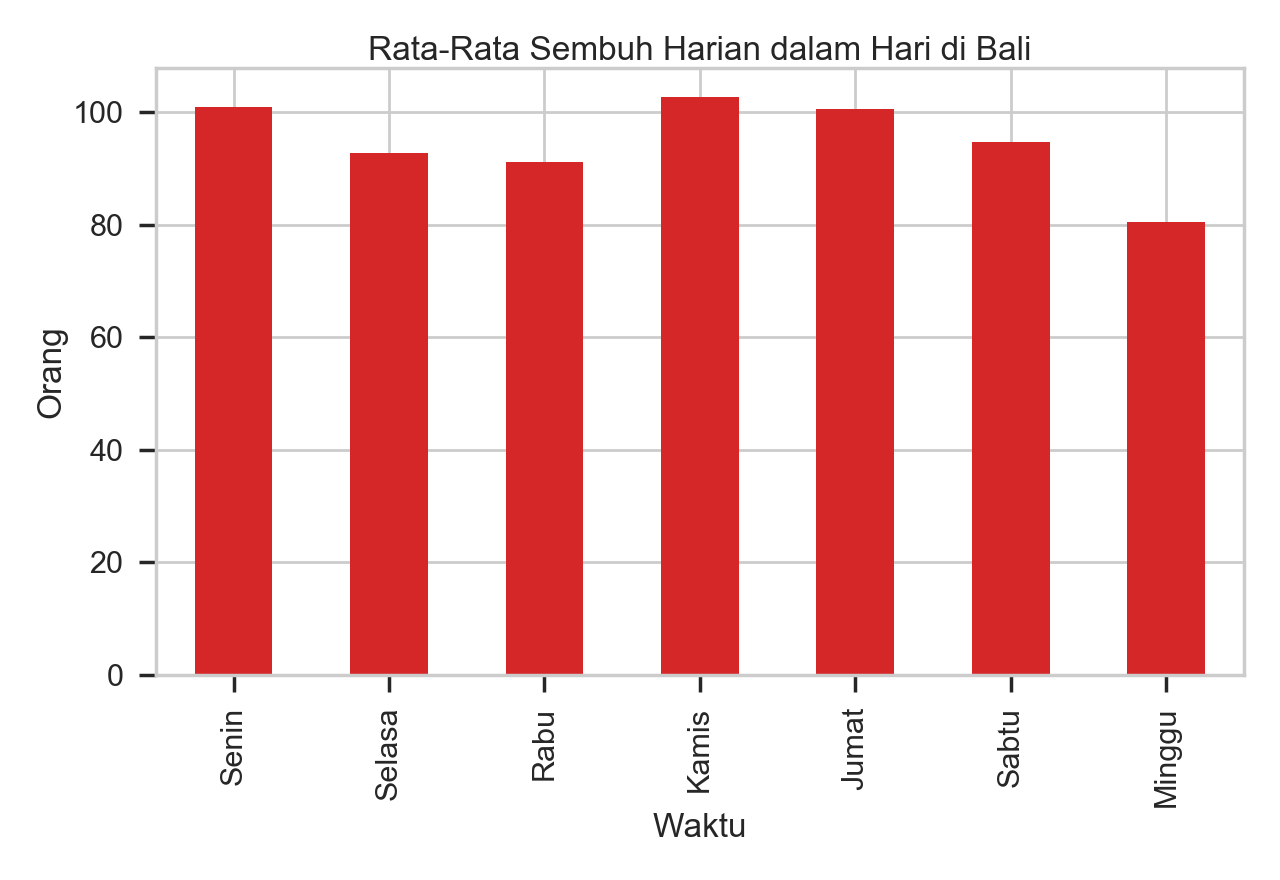 Rata-Rata Sembuh Harian dalam Hari di Bali
Orang
100
80
60
40
20
0
Senin
Selasa
Rabu
Kamis
Jumat
Sabtu
Minggu
Waktu